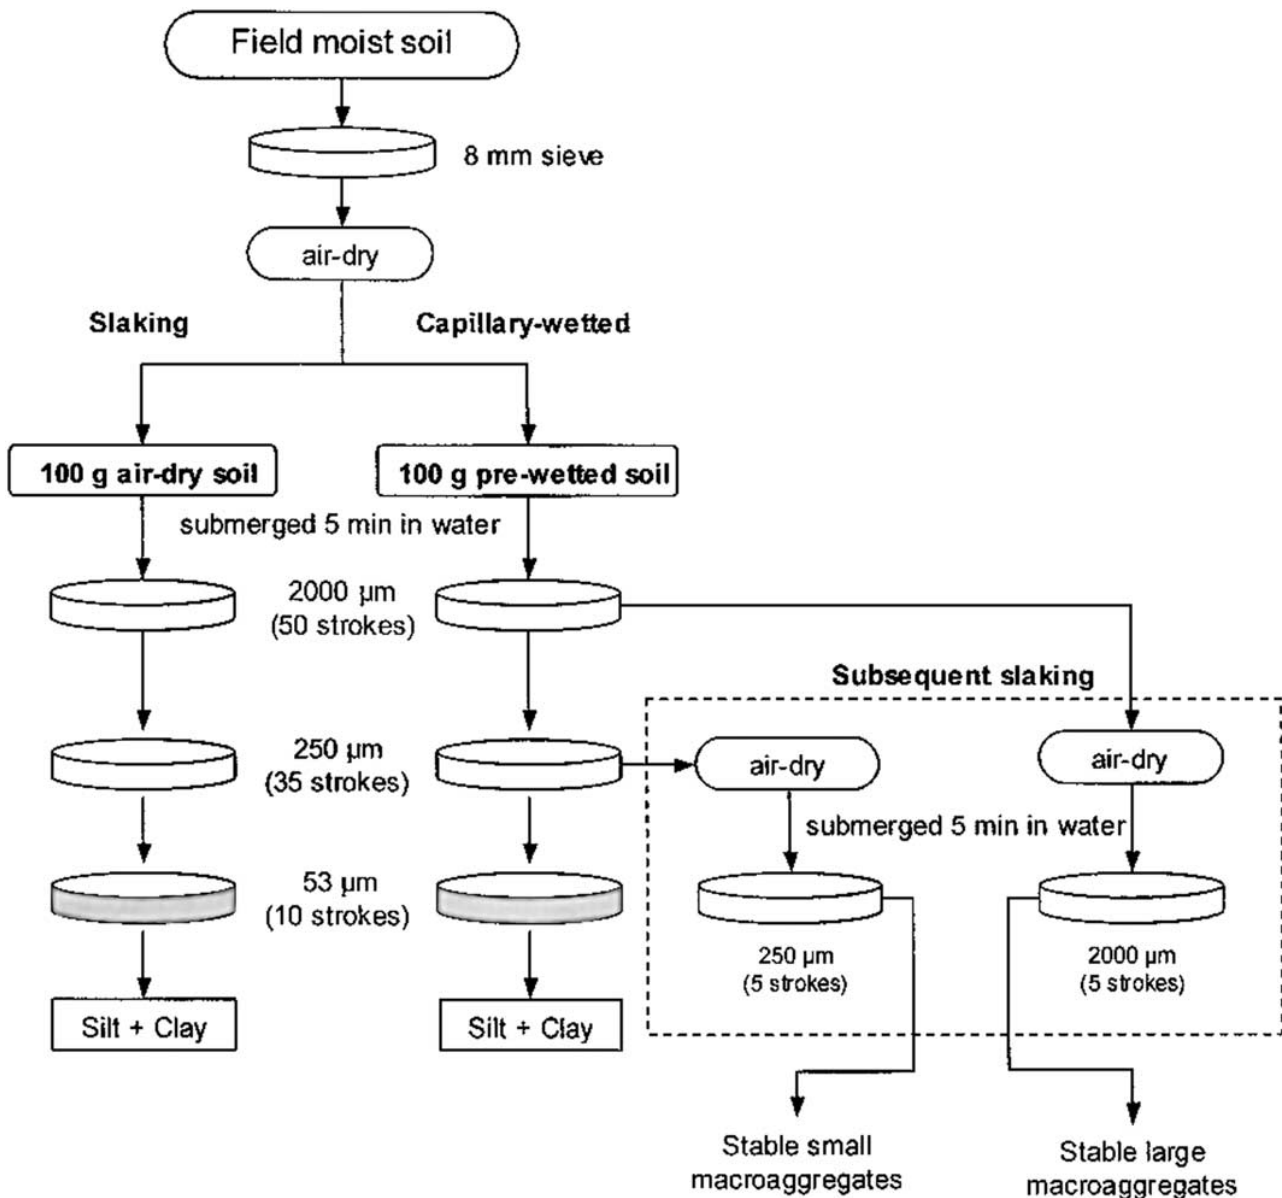 Field moist soil
8 mm sieve
air-dry
Slaking
Capillary-wetted
100 g air-dry soil
100 g pre-wetted soil
submerged 5 min in water
2000 µm
(50 strokes)
Subsequent slaking
250 µm
(35 strokes)
air-dry
air-dry
submerged 5 min in water
53 µm
(10 strokes)
250 µm
(5 strokes)
2000 µm
(5 strokes)
Silt + Clay
Silt + Clay
Stable small
macroaggregates
Stable large
macroaggregates